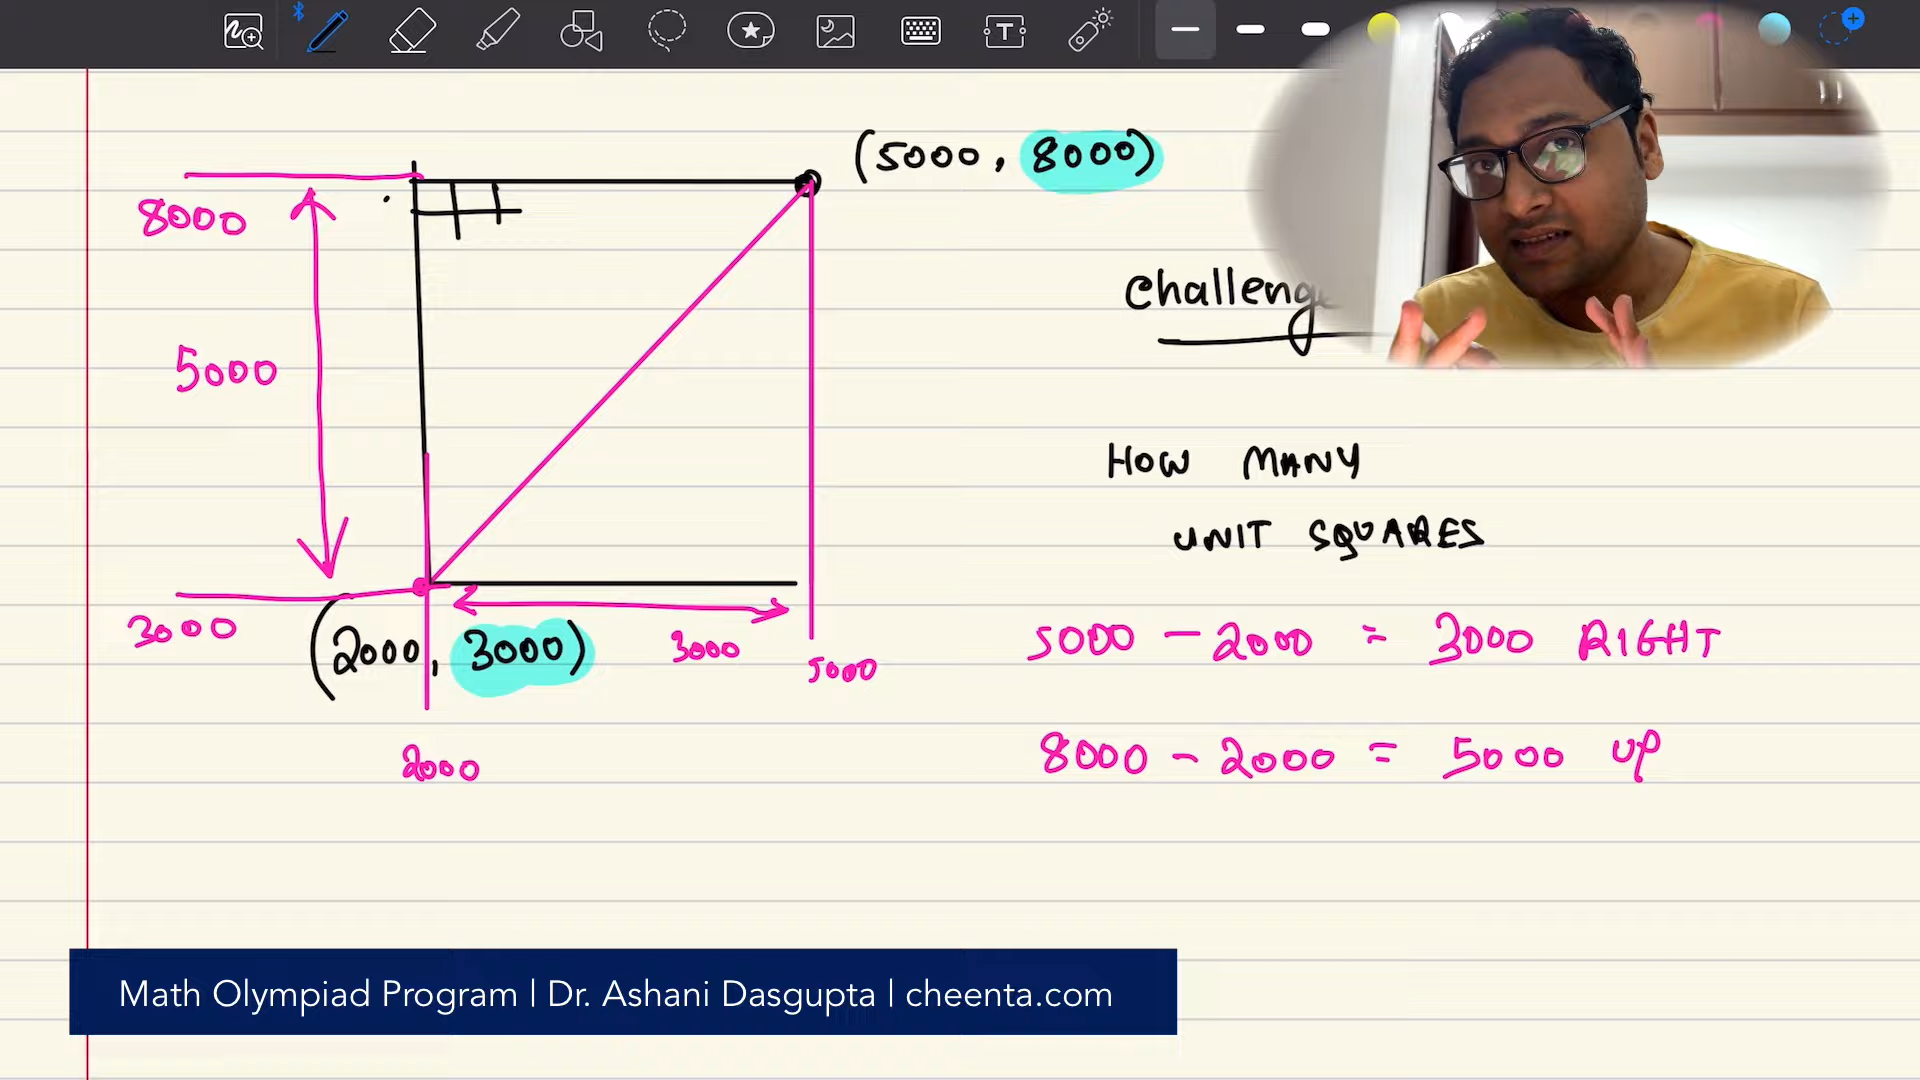 (5000, 8000)
8000
Challeng
5000
HOW MANY
UNIT SQUARES
3000
(2000, 3000)
3000
5000
5000 - 2000 = 3000 RIGHT
2000
8000 - 2000 = 5000 UP
Math Olympiad Program | Dr. Ashani Dasgupta | cheenta.com